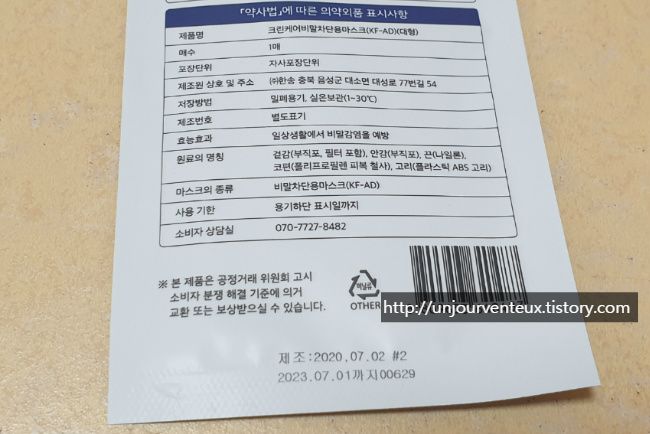 「약사법」에 따른 의약외품 표시사항
제품명 크린케어비말차단용마스크(KF-AD)(대형)
매수 1매
포장단위 자사포장단위
제조원 상호 및 주소 ㈜한송 충북 음성군 대소면 대성로 77번길 54
저장방법 밀폐용기, 실온보관(1~30℃)
제조번호 별도표기
효능효과 일상생활에서 비말감염을 예방
원료의 명칭 겉감(부직포, 필터 포함), 안감(부직포), 끈(나일론),
코편(폴리프로필렌 피복 철사), 고리(플라스틱 ABS 고리)
마스크의 종류 비말차단용마스크(KF-AD)
사용 기한 용기하단 표시일까지
소비자 상담실 070-7727-8482
※ 본 제품은 공정거래 위원회 고시
소비자 분쟁 해결 기준에 의거
교환 또는 보상받으실 수 있습니다.
비닐류
OTHER
http://unjourventeux.tistory.com
제조:2020.07.02 #2
2023.07.01까지00629